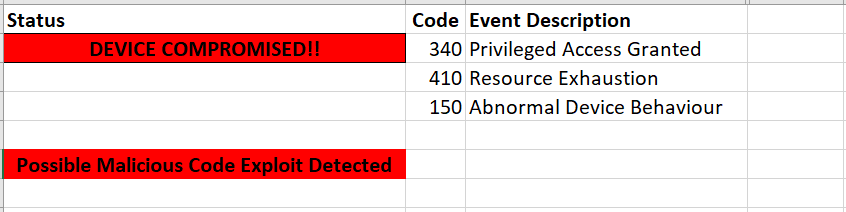 Status Code Event Description
DEVICE COMPROMISED!! 340 Privileged Access Granted
410 Resource Exhaustion
150 Abnormal Device Behaviour
Possible Malicious Code Exploit Detected